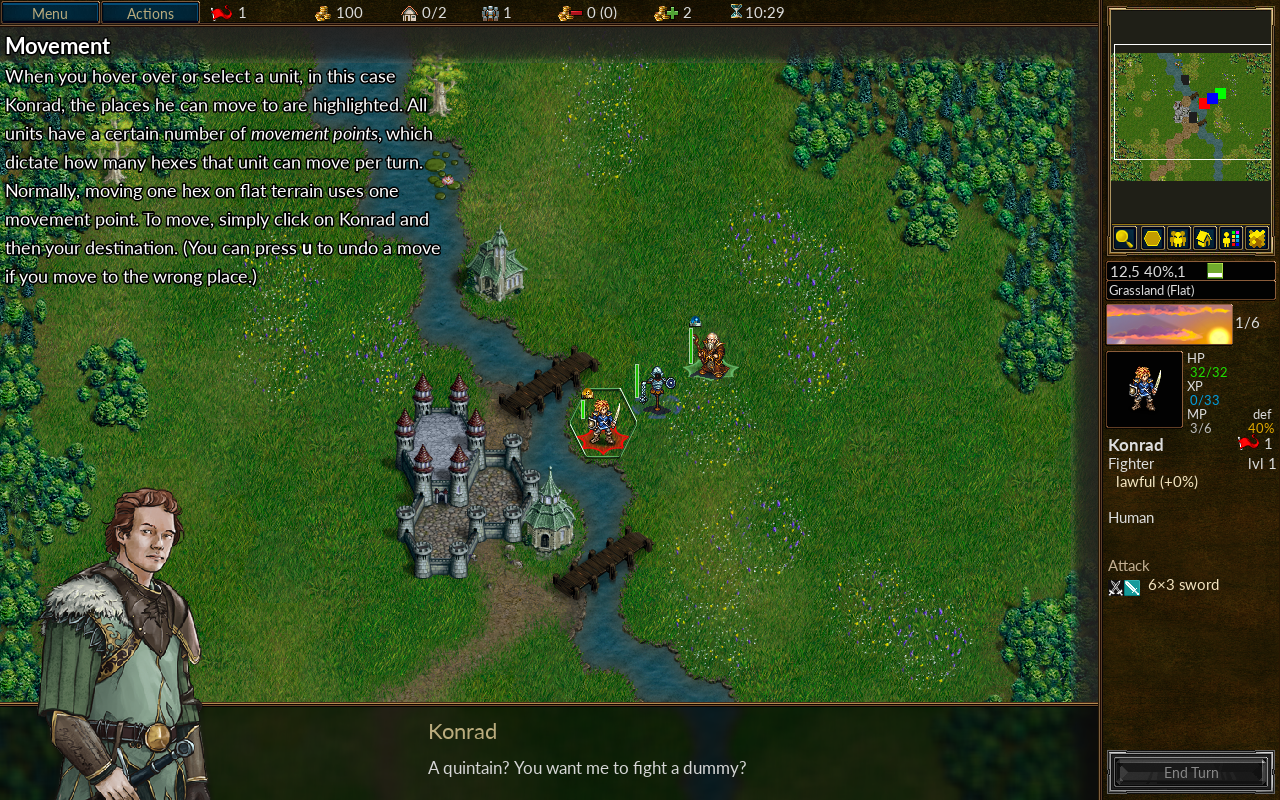 Menu
Actions
1
100
0/2
1
0 (0)
2
10:29
Movement
When you hover over or select a unit, in this case
Konrad, the places he can move to are highlighted. All
units have a certain number of movement points, which
dictate how many hexes that unit can move per turn.
Normally, moving one hex on flat terrain uses one
movement point. To move, simply click on Konrad and
then your destination. (You can press u to undo a move
if you move to the wrong place.)
12,5 40%,1
Grassland (Flat)
1/6
HP
32/32
XP
0/33
MP
3/6
def
40%
Konrad
1
Fighter
lvl 1
lawful (+0%)
Human
Attack
6×3 sword
Konrad
A quintain? You want me to fight a dummy?
End Turn